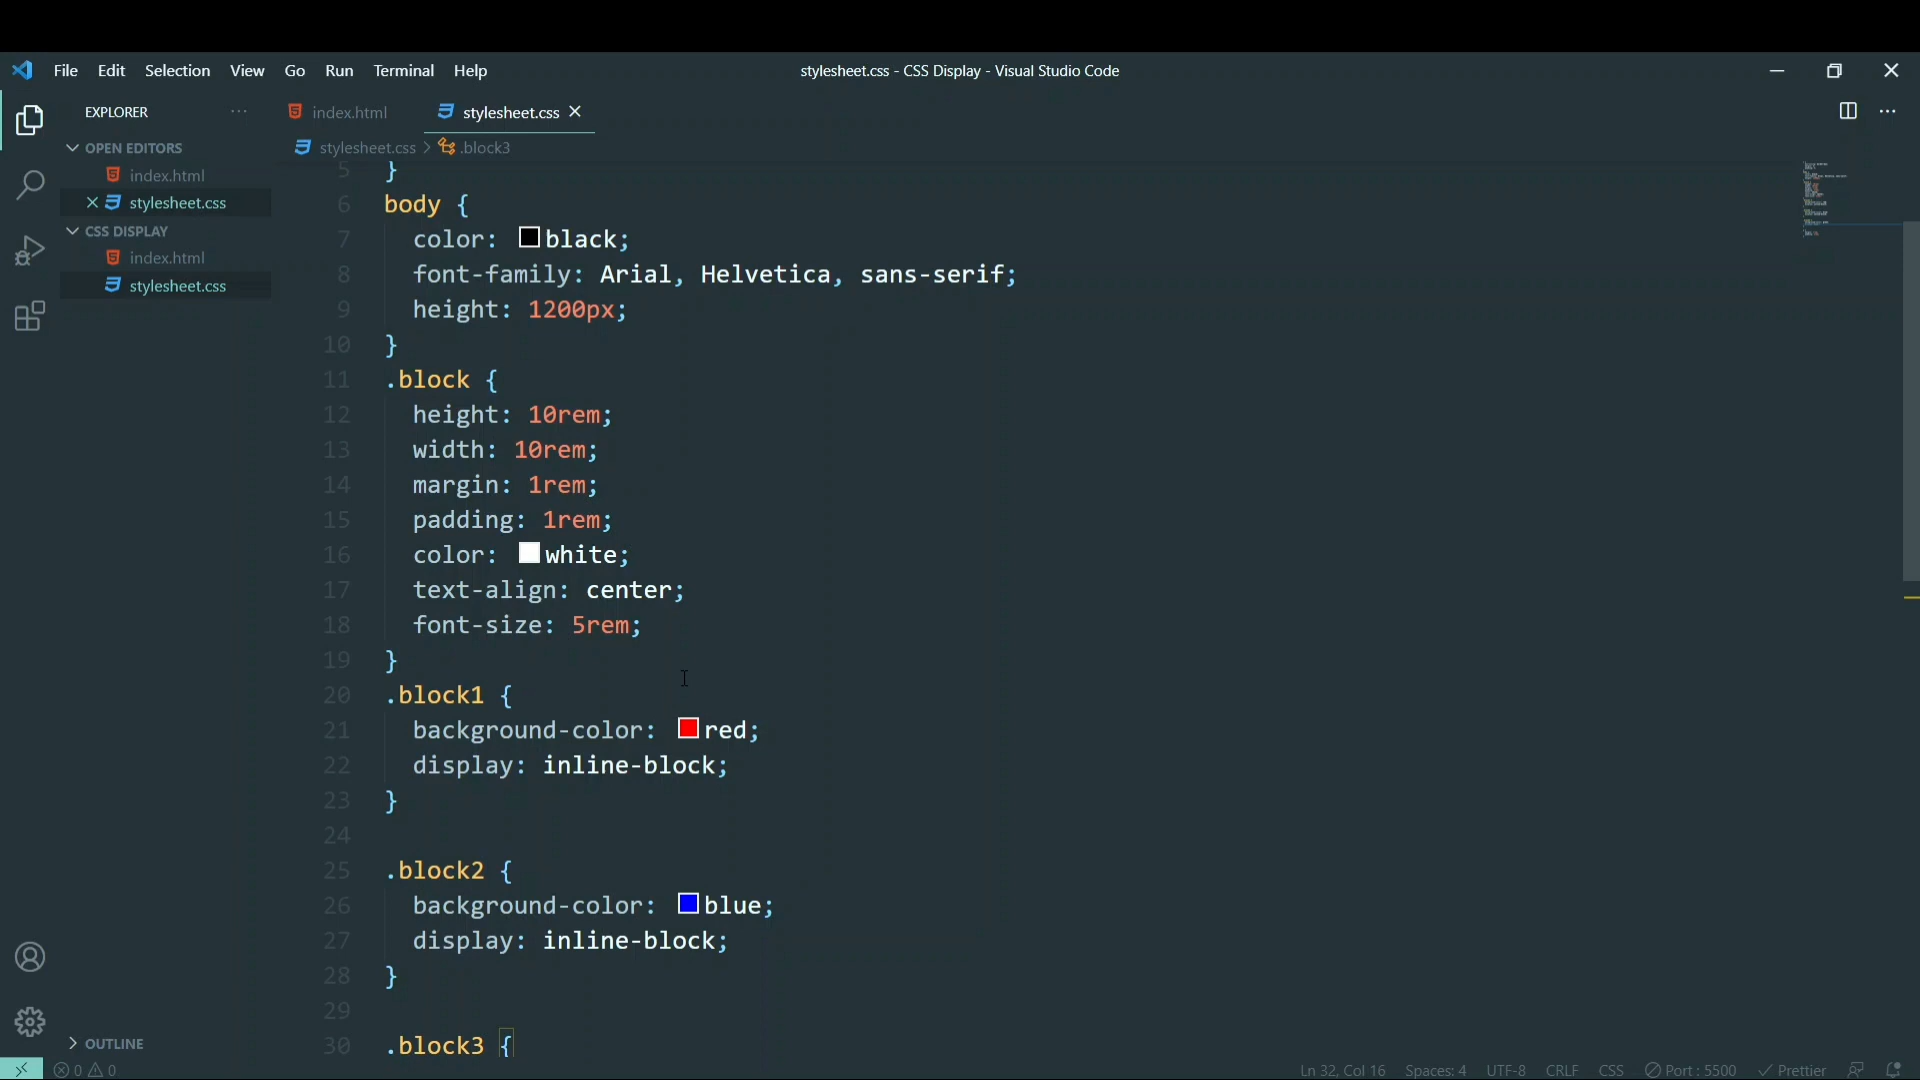 File Edit Selection View Go Run Terminal Help
stylesheet.css - CSS Display - Visual Studio Code
EXPLORER
index.html
stylesheet.css
stylesheet.css > .block3
OPEN EDITORS
index.html
stylesheet.css
CSS DISPLAY
index.html
stylesheet.css
5 }
6 body {
7 color: black;
8 font-family: Arial, Helvetica, sans-serif;
9 height: 1200px;
10 }
11 .block {
12 height: 10rem;
13 width: 10rem;
14 margin: 1rem;
15 padding: 1rem;
16 color: white;
17 text-align: center;
18 font-size: 5rem;
19 }
20 .block1 {
21 background-color: red;
22 display: inline-block;
23 }
24
25 .block2 {
26 background-color: blue;
27 display: inline-block;
28 }
29
30 .block3 {
OUTLINE
0 0
Ln 32, Col 16 Spaces: 4 UTF-8 CRLF CSS Port : 5500 Prettier